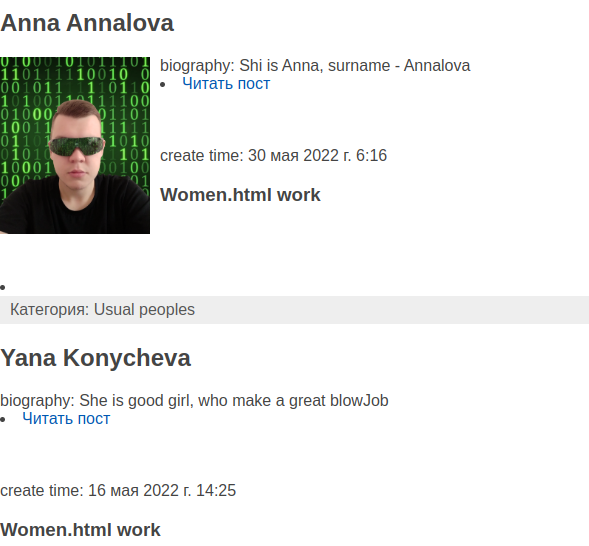 Anna Annalova
biography: Shi is Anna, surname - Annalova
Читать пост
create time: 30 мая 2022 г. 6:16
Women.html work
Категория: Usual peoples
Yana Konycheva
biography: She is good girl, who make a great blowJob
Читать пост
create time: 16 мая 2022 г. 14:25
Women.html work